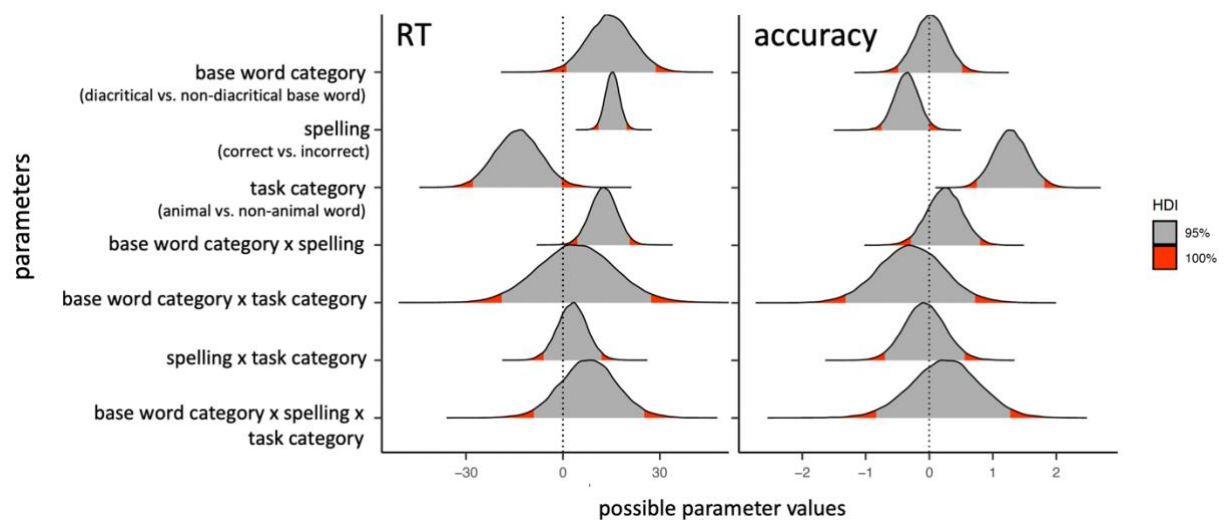 RT
accuracy
parameters
base word category
(diacritical vs. non-diacritical base word)
spelling
(correct vs. incorrect)
task category
(animal vs. non-animal word)
base word category x spelling
base word category x task category
spelling x task category
base word category x spelling x
task category
HDI
95%
100%
−30 0 30
−2 −1 0 1 2
possible parameter values